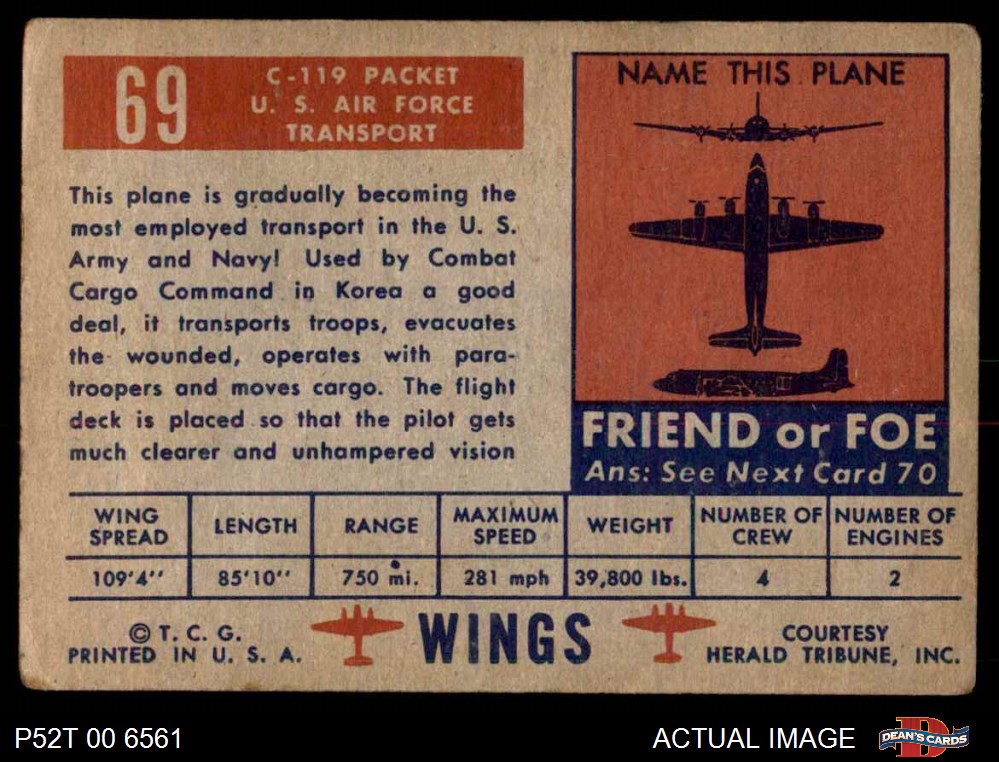 69
C-119 PACKET
U. S. AIR FORCE
TRANSPORT
This plane is gradually becoming the
most employed transport in the U. S.
Army and Navy! Used by Combat
Cargo Command in Korea a good
deal, it transports troops, evacuates
the wounded, operates with para-
troopers and moves cargo. The flight
deck is placed so that the pilot gets
much clearer and unhampered vision
NAME THIS PLANE
FRIEND or FOE
Ans: See Next Card 70
WING SPREAD
LENGTH
RANGE
MAXIMUM SPEED
WEIGHT
NUMBER OF CREW
NUMBER OF ENGINES
109'4''
85'10''
750 mi.
281 mph
39,800 lbs.
4
2
© T. C. G.
PRINTED IN U. S. A.
WINGS
COURTESY
HERALD TRIBUNE, INC.
P52T 00 6561
ACTUAL IMAGE
D
DEAN'S CARDS